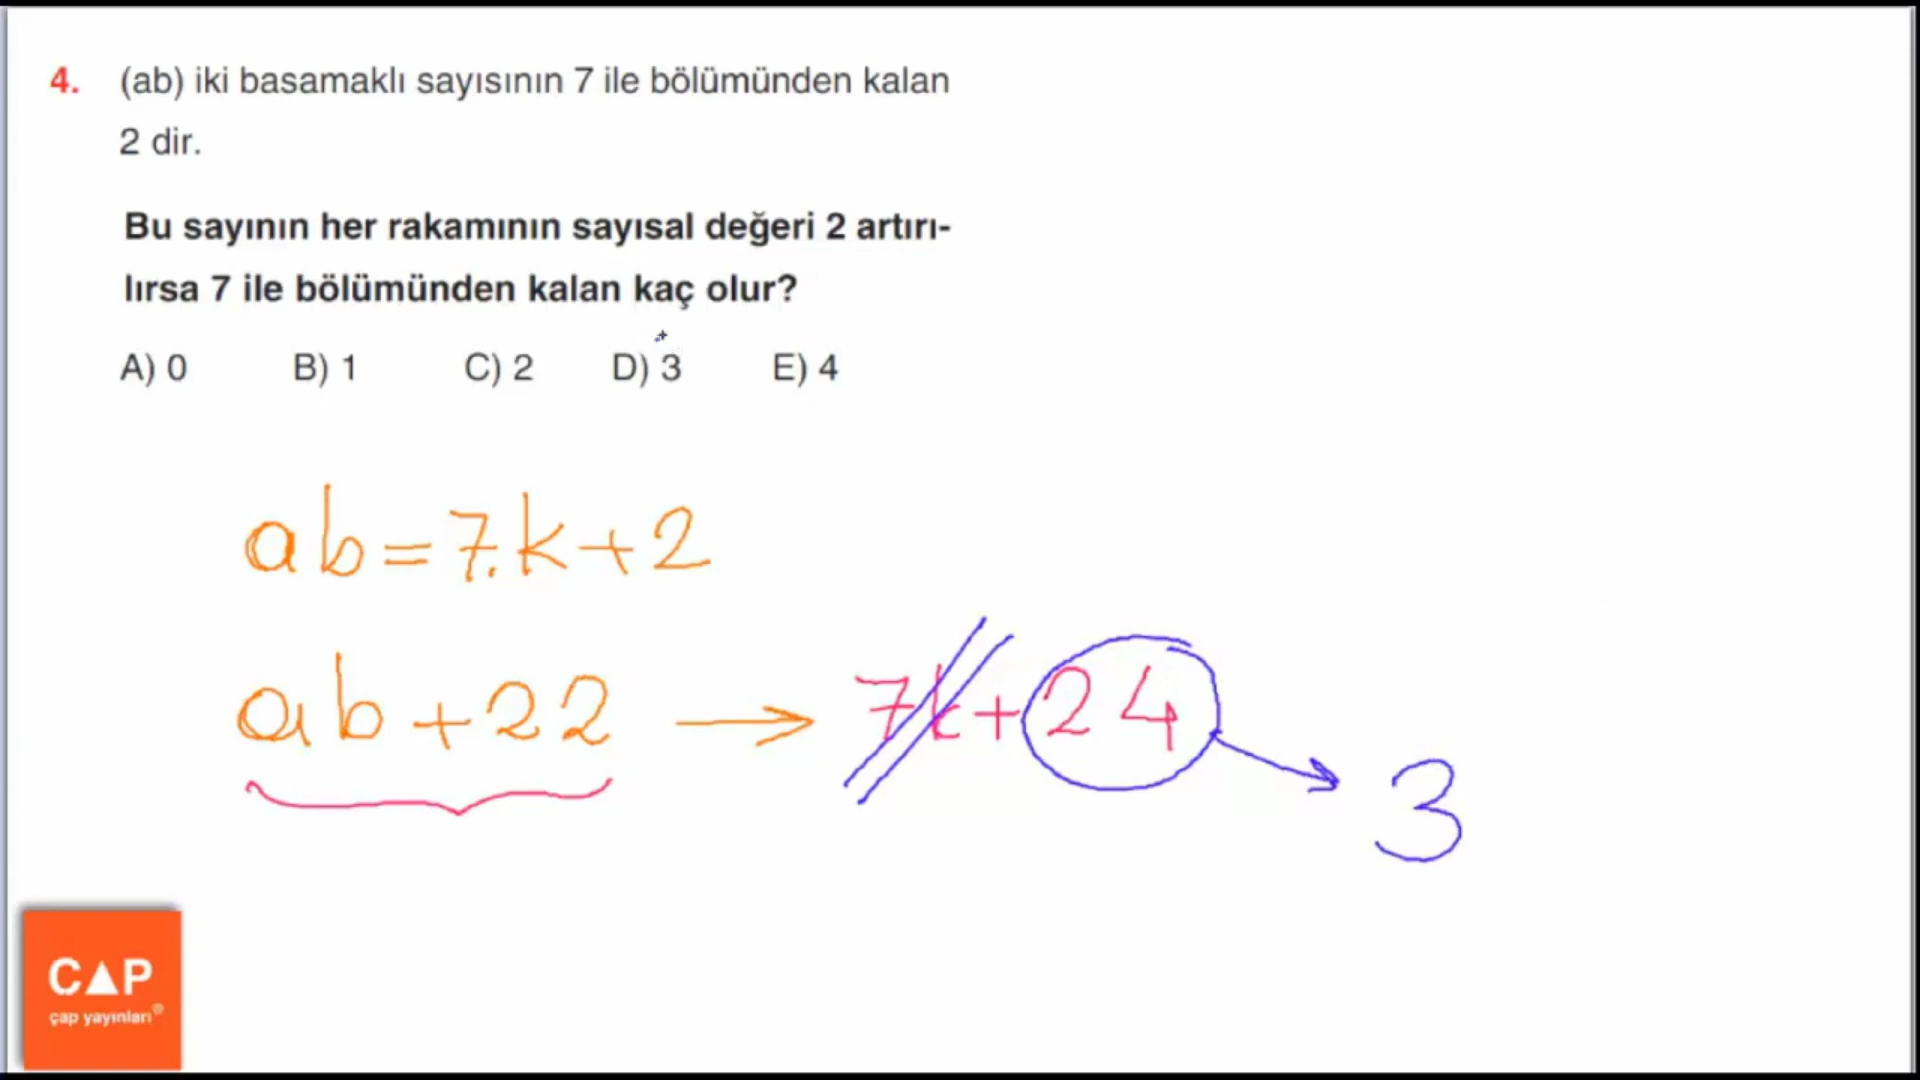 4. (ab) iki basamaklı sayısının 7 ile bölümünden kalan
2 dir.
Bu sayının her rakamının sayısal değeri 2 artırı-
lırsa 7 ile bölümünden kalan kaç olur?
A) 0 B) 1 C) 2 D) 3 E) 4
ab=7.k+2
ab+22 → 7k+24 → 3
CAP
çap yayınları®